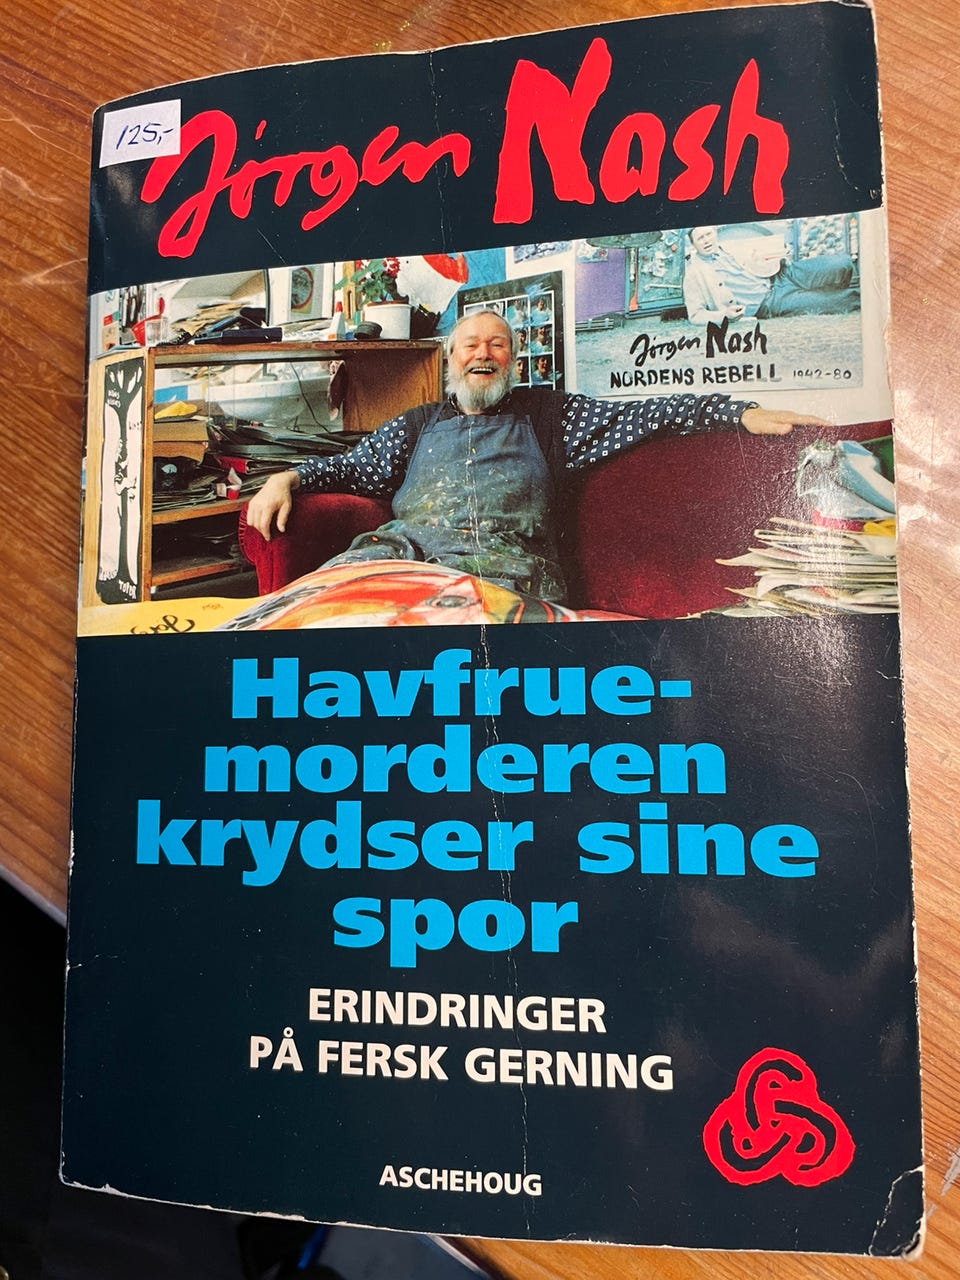 125,-
Jørgen Nash
Jørgen Nash
NORDENS REBELL 1942-80
Havfrue-
morderen
krydser sine
spor
ERINDRINGER
PÅ FERSK GERNING
ASCHEHOUG